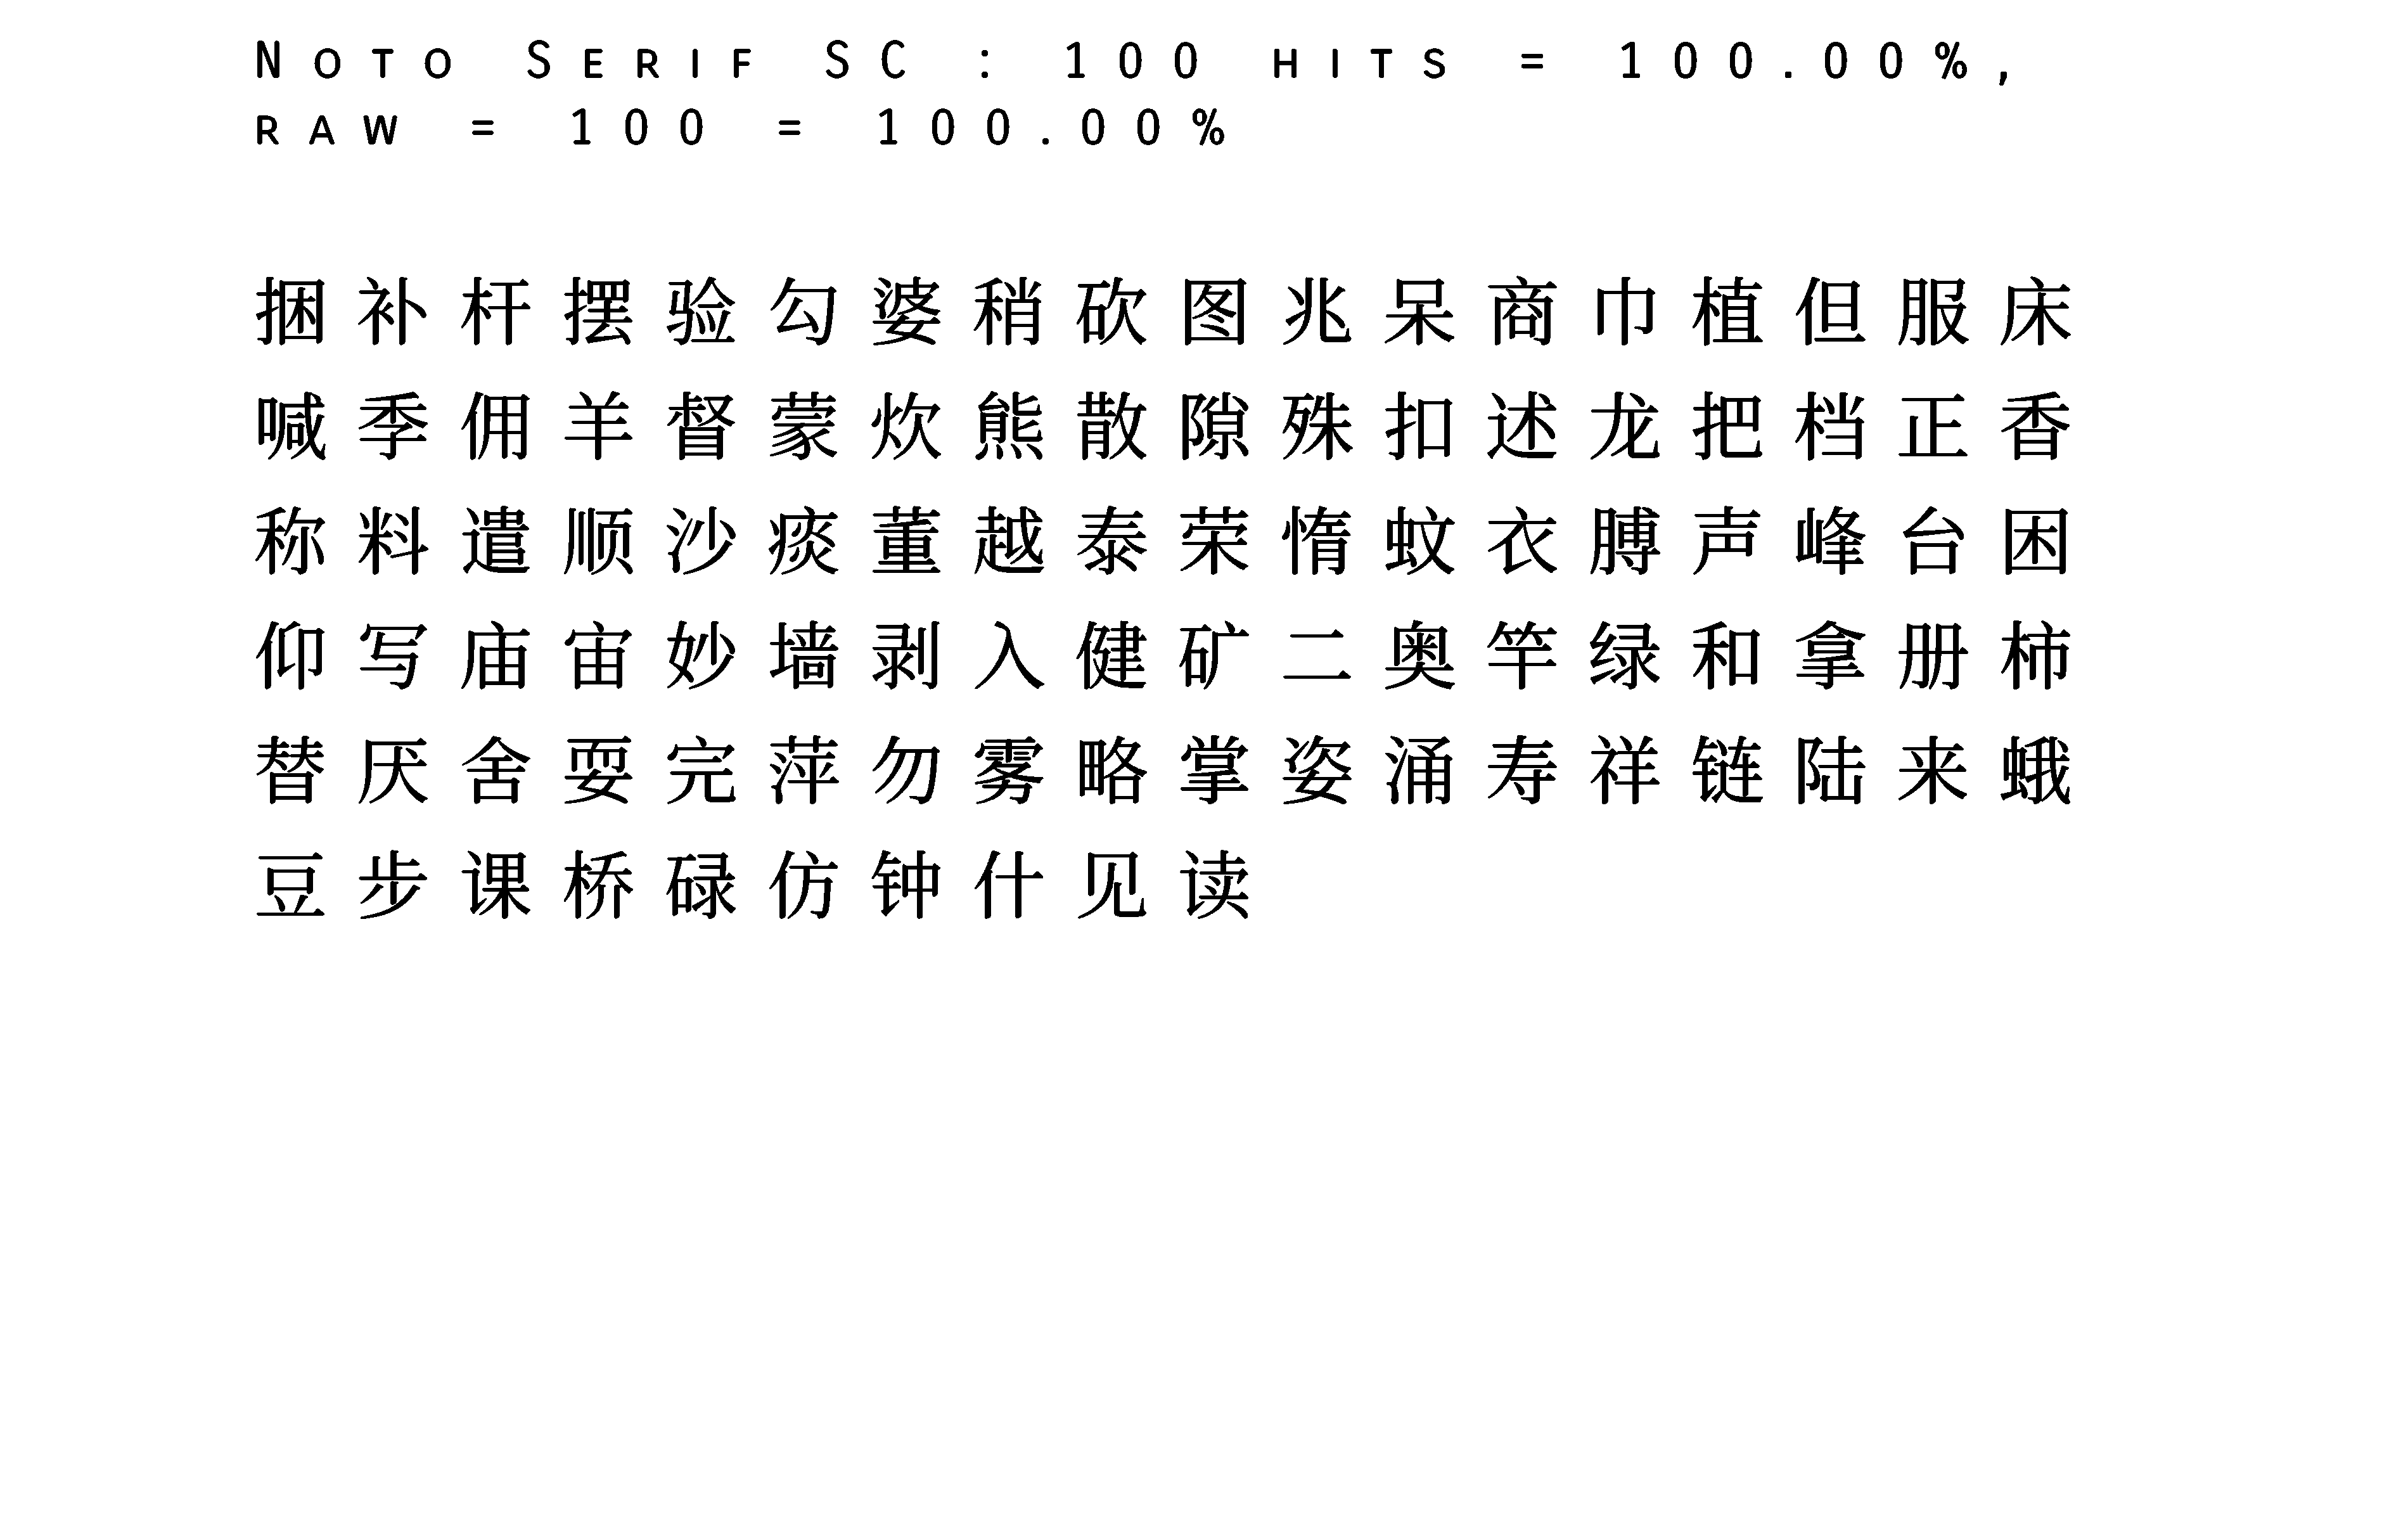 Noto Serif SC : 100 hits = 100.00%,
raw = 100 = 100.00%
捆补杆摆验勾婆稍砍图兆呆商巾植但服床
喊季佣羊督蒙炊熊散隙殊扣述龙把档正香
称料遣顺沙痰董越泰荣惰蚊衣膊声峰台困
仰写庙宙妙墙剥入健矿二奥竿绿和拿册柿
替厌舍耍完萍勿雾略掌姿涌寿祥链陆来蛾
豆步课桥碌仿钟什见读